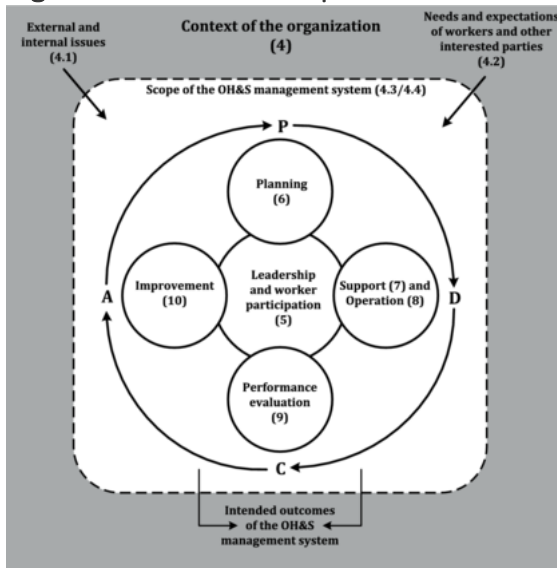 Context of the organization
(4)
External and
internal issues
(4.1)
Needs and expectations
of workers and other
interested parties
(4.2)
Scope of the OH&S management system (4.3/4.4)
P
Planning
(6)
A
Improvement
(10)
Leadership
and worker
participation
(5)
Support (7) and
Operation (8)
D
Performance
evaluation
(9)
C
Intended outcomes
of the OH&S
management system